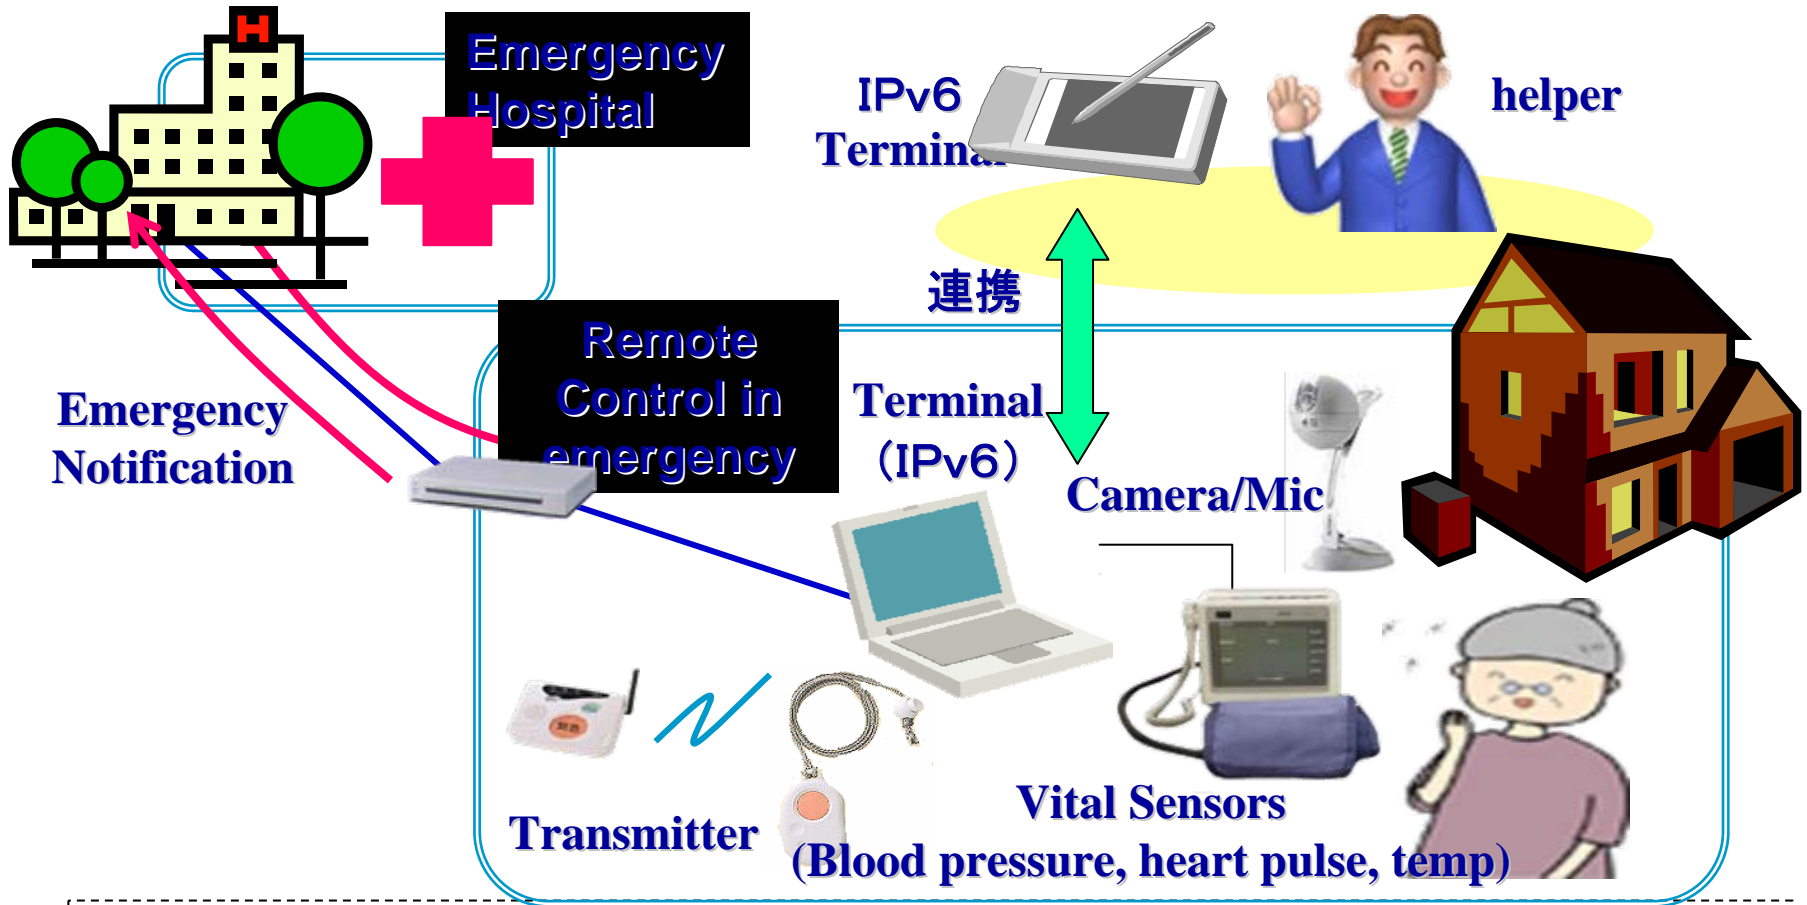 H
Emergency
Hospital
IPv6
Terminal
helper
連携
Remote
Control in
emergency
Emergency
Notification
Terminal
(IPv6)
Camera/Mic
Transmitter
Vital Sensors
(Blood pressure, heart pulse, temp)